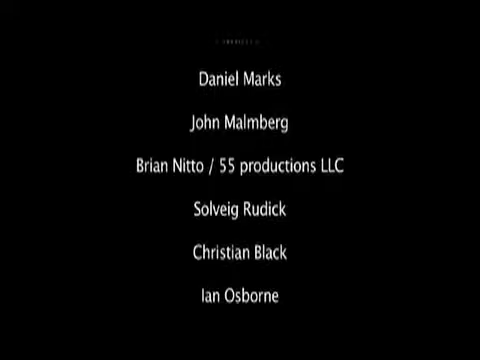 Daniel Marks
John Malmberg
Brian Nitto / 55 productions LLC
Solveig Rudick
Christian Black
Ian Osborne